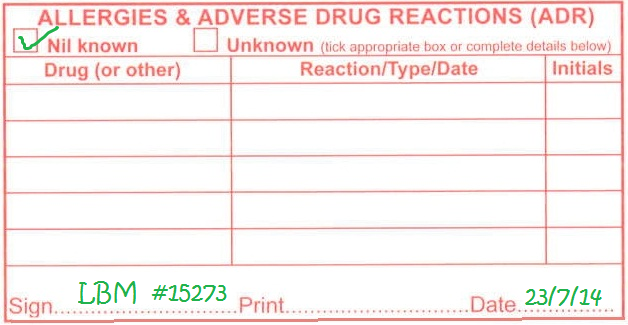 ALLERGIES & ADVERSE DRUG REACTIONS (ADR)
Nil known Unknown (tick appropriate box or complete details below)
Drug (or other) Reaction/Type/Date Initials
Sign LBM #15273 Print Date 23/7/14